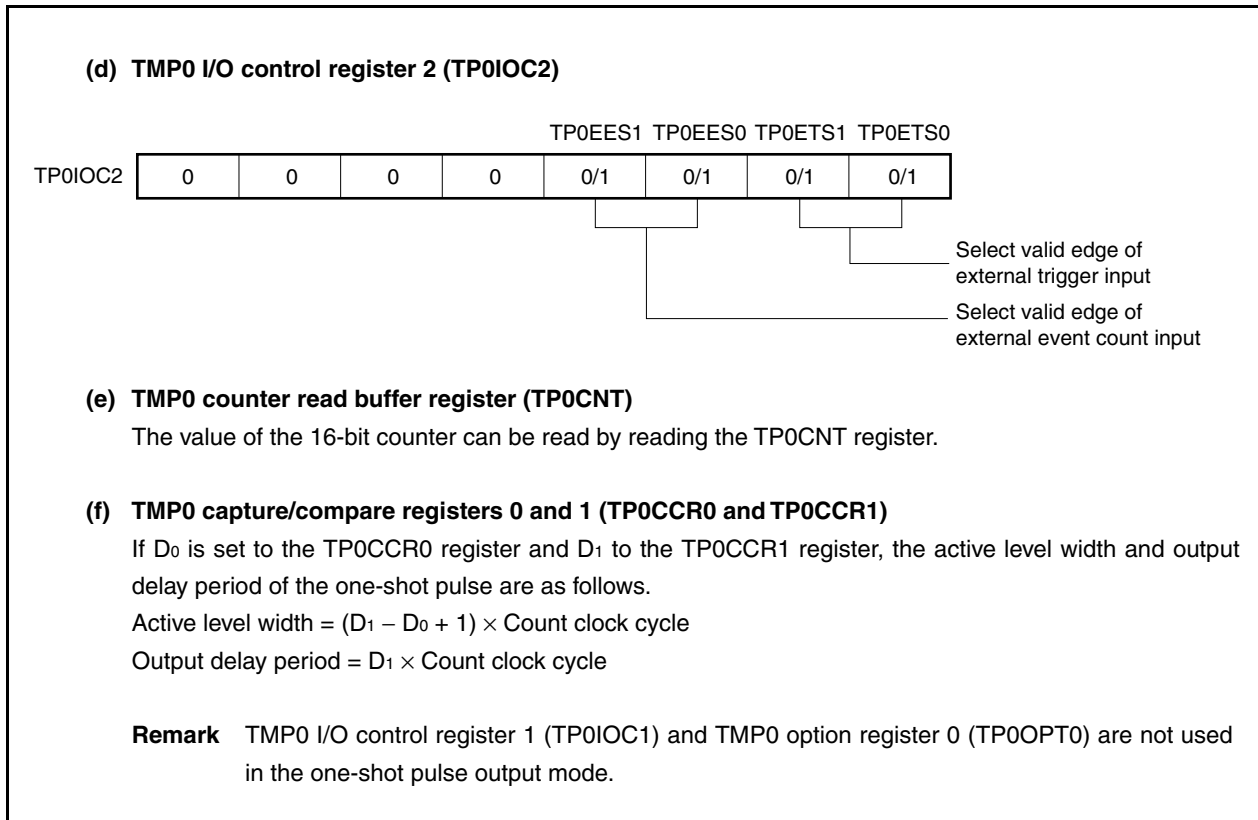 (d) TMP0 I/O control register 2 (TP0IOC2)
TP0EES1 TP0EES0 TP0ETS1 TP0ETS0
TP0IOC2 0 0 0 0 0/1 0/1 0/1 0/1
Select valid edge of
external trigger input
Select valid edge of
external event count input
(e) TMP0 counter read buffer register (TP0CNT)
The value of the 16-bit counter can be read by reading the TP0CNT register.
(f) TMP0 capture/compare registers 0 and 1 (TP0CCR0 and TP0CCR1)
If D0 is set to the TP0CCR0 register and D1 to the TP0CCR1 register, the active level width and output
delay period of the one-shot pulse are as follows.
Active level width = (D1 − D0 + 1) × Count clock cycle
Output delay period = D1 × Count clock cycle
Remark TMP0 I/O control register 1 (TP0IOC1) and TMP0 option register 0 (TP0OPT0) are not used
in the one-shot pulse output mode.